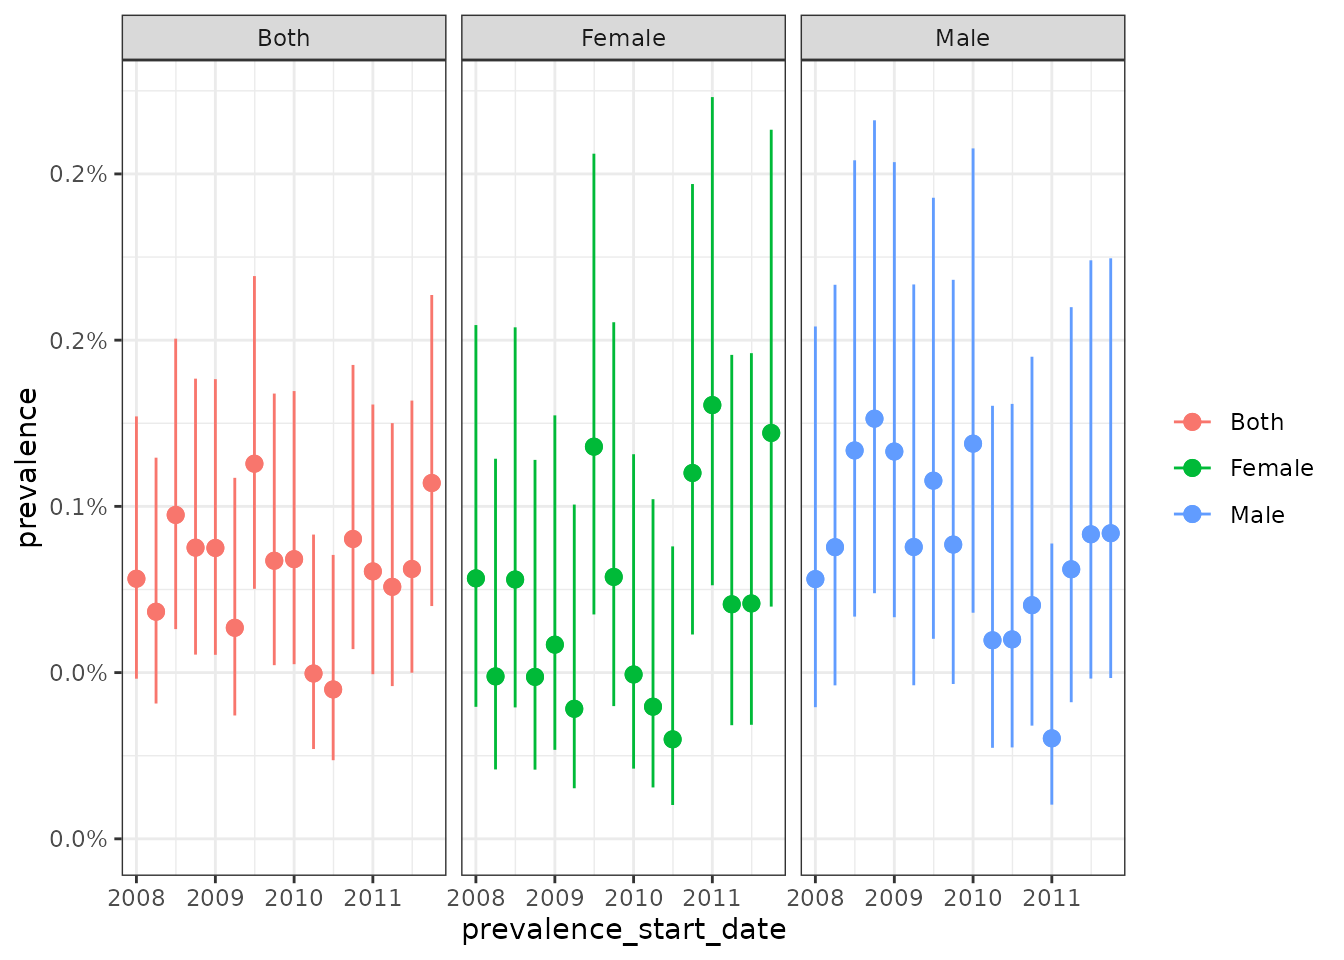 Both Female Male
prevalence
0.2%
0.2%
0.1%
0.0%
0.0%
2008 2009 2010 2011 2008 2009 2010 2011 2008 2009 2010 2011
prevalence_start_date
Both
Female
Male